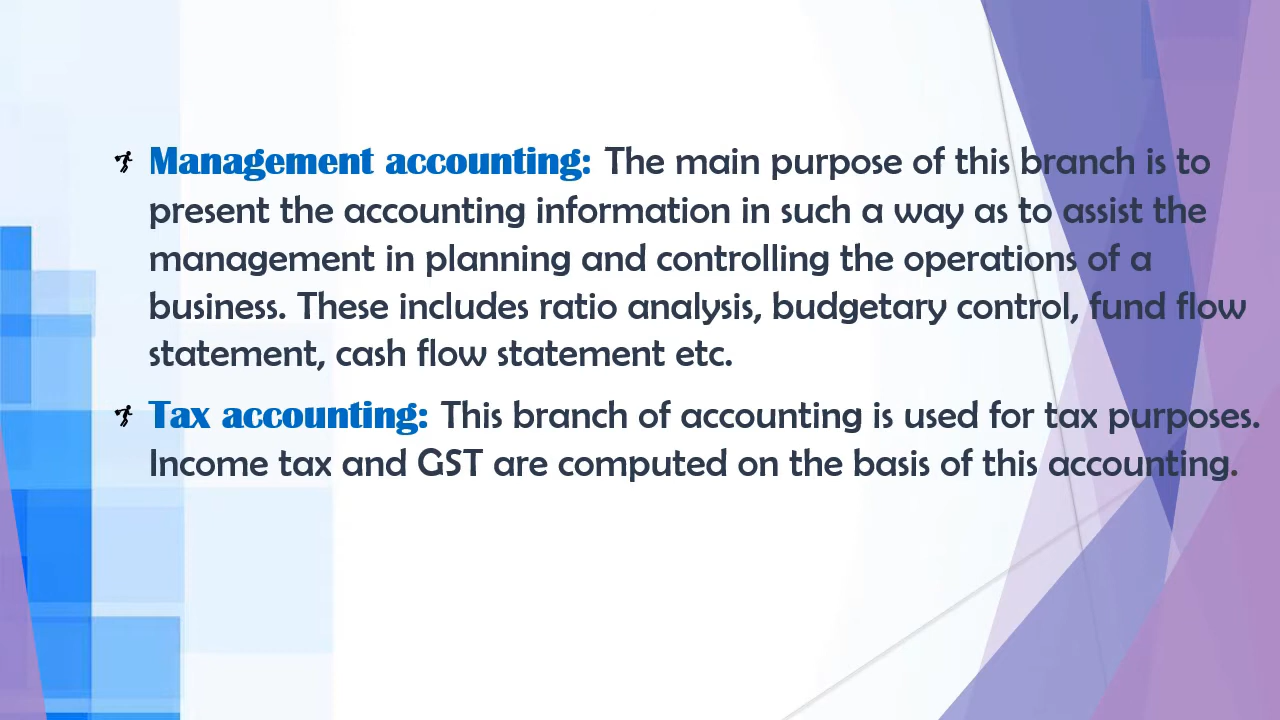 Management accounting: The main purpose of this branch is to
present the accounting information in such a way as to assist the
management in planning and controlling the operations of a
business. These includes ratio analysis, budgetary control, fund flow
statement, cash flow statement etc.
Tax accounting: This branch of accounting is used for tax purposes.
Income tax and GST are computed on the basis of this accounting.